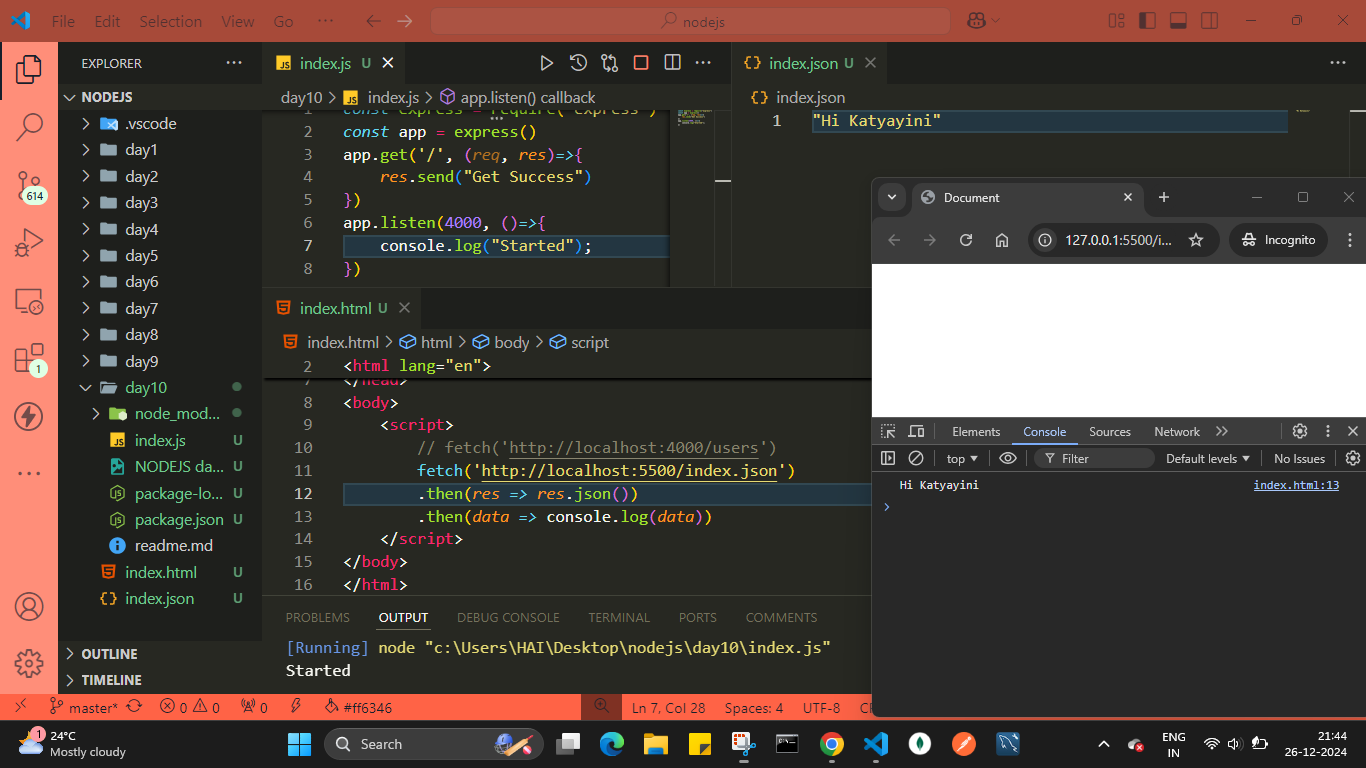 File Edit Selection View Go ··· nodejs
EXPLORER ···
NODEJS
.vscode
day1
day2
day3
day4
day5
day6
day7
day8
day9
day10
node_mod...
index.js U
NODEJS da... U
package-lo... U
package.json U
readme.md
index.html U
index.json U
OUTLINE
TIMELINE
614
1
JS index.js U
day10 > JS index.js > app.listen() callback
1 const express = require("express")
2 const app = express()
3 app.get('/', (req, res)=>{
4 res.send("Get Success")
5 })
6 app.listen(4000, ()=>{
7 console.log("Started");
8 })
{} index.json U
{} index.json
1 "Hi Katyayini"
index.html U
index.html > html > body > script
2 <html lang="en">
7 </head>
8 <body>
9 <script>
10 // fetch('http://localhost:4000/users')
11 fetch('http://localhost:5500/index.json')
12 .then(res => res.json())
13 .then(data => console.log(data))
14 </script>
15 </body>
16 </html>
PROBLEMS OUTPUT DEBUG CONSOLE TERMINAL PORTS COMMENTS
[Running] node "c:\Users\HAI\Desktop\nodejs\day10\index.js"
Started
Document
127.0.0.1:5500/i... Incognito
Elements Console Sources Network
top Filter Default levels No Issues
Hi Katyayini index.html:13
master* 0 0 0 #ff6346 Ln 7, Col 28 Spaces: 4 UTF-8
1
24°C
Mostly cloudy
Search
ENG
IN
21:44
26-12-2024